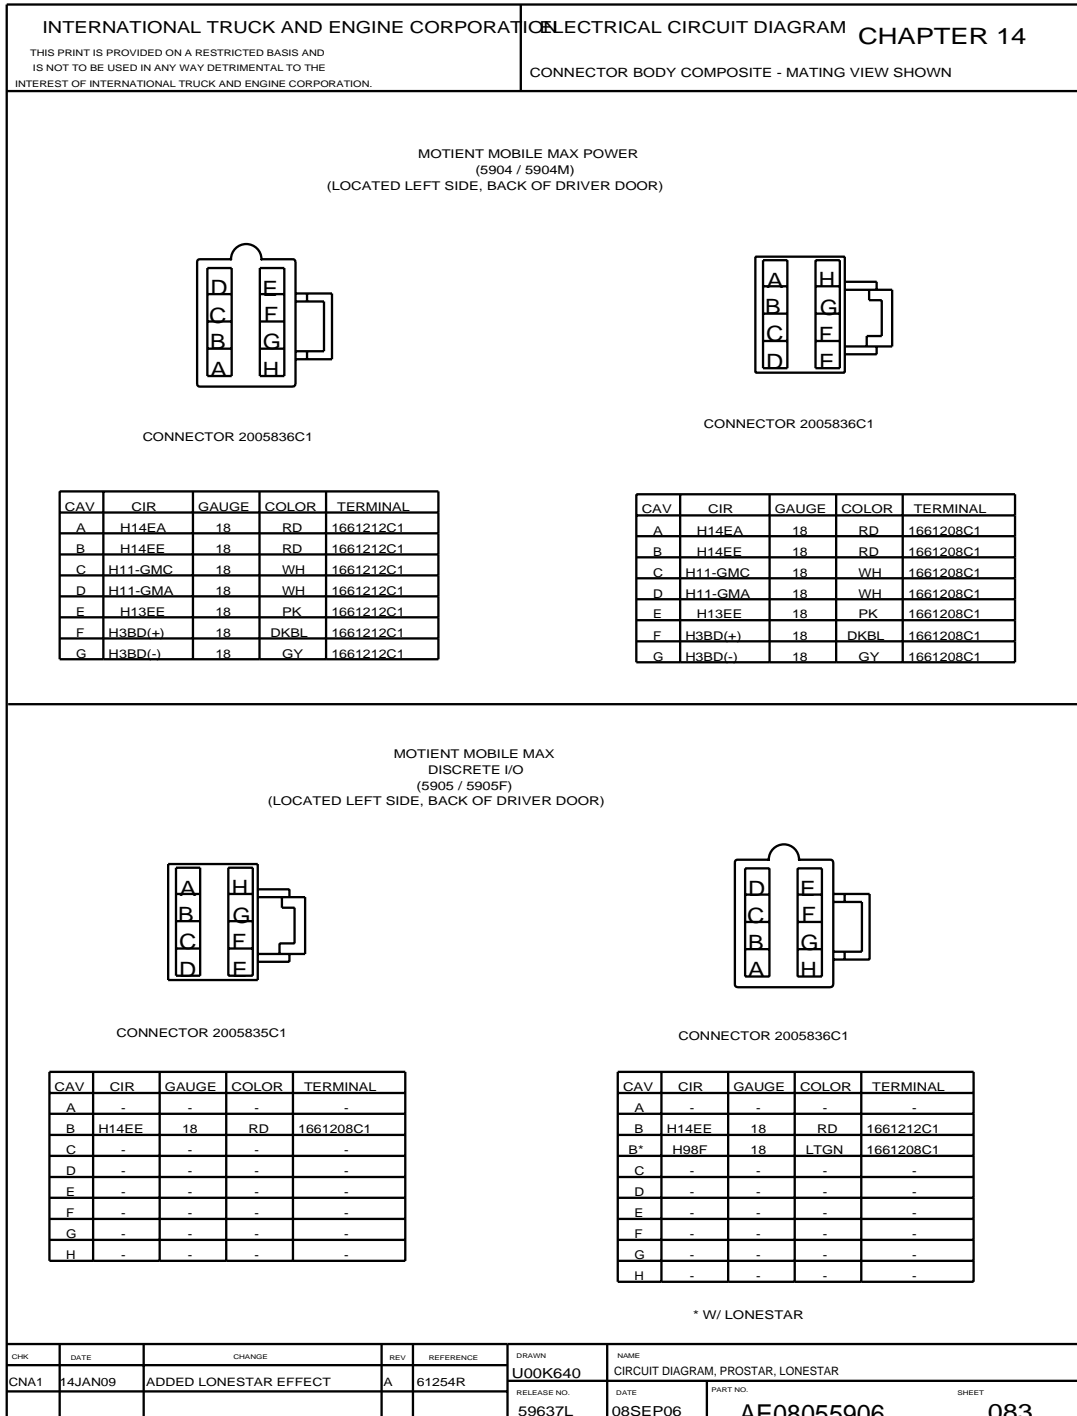 INTERNATIONAL TRUCK AND ENGINE CORPORATION
THIS PRINT IS PROVIDED ON A RESTRICTED BASIS AND
IS NOT TO BE USED IN ANY WAY DETRIMENTAL TO THE
INTEREST OF INTERNATIONAL TRUCK AND ENGINE CORPORATION.
ELECTRICAL CIRCUIT DIAGRAM CHAPTER 14
CONNECTOR BODY COMPOSITE - MATING VIEW SHOWN
MOTIENT MOBILE MAX POWER
(5904 / 5904M)
(LOCATED LEFT SIDE, BACK OF DRIVER DOOR)
D E
C F
B G
A H
CONNECTOR 2005836C1
CAV CIR GAUGE COLOR TERMINAL
A H14EA 18 RD 1661212C1
B H14EE 18 RD 1661212C1
C H11-GMC 18 WH 1661212C1
D H11-GMA 18 WH 1661212C1
E H13EE 18 PK 1661212C1
F H3BD(+) 18 DKBL 1661212C1
G H3BD(-) 18 GY 1661212C1
A H
B G
C F
D E
CONNECTOR 2005836C1
CAV CIR GAUGE COLOR TERMINAL
A H14EA 18 RD 1661208C1
B H14EE 18 RD 1661208C1
C H11-GMC 18 WH 1661208C1
D H11-GMA 18 WH 1661208C1
E H13EE 18 PK 1661208C1
F H3BD(+) 18 DKBL 1661208C1
G H3BD(-) 18 GY 1661208C1
MOTIENT MOBILE MAX
DISCRETE I/O
(5905 / 5905F)
(LOCATED LEFT SIDE, BACK OF DRIVER DOOR)
A H
B G
C F
D E
CONNECTOR 2005835C1
CAV CIR GAUGE COLOR TERMINAL
A - - - -
B H14EE 18 RD 1661208C1
C - - - -
D - - - -
E - - - -
F - - - -
G - - - -
H - - - -
D E
C F
B G
A H
CONNECTOR 2005836C1
CAV CIR GAUGE COLOR TERMINAL
A - - - -
B H14EE 18 RD 1661212C1
B* H98F 18 LTGN 1661208C1
C - - - -
D - - - -
E - - - -
F - - - -
G - - - -
H - - - -
* W/ LONESTAR
CHK DATE CHANGE REV REFERENCE
CNA1 14JAN09 ADDED LONESTAR EFFECT A 61254R
DRAWN
U00K640
NAME
CIRCUIT DIAGRAM, PROSTAR, LONESTAR
RELEASE NO.
59637L
DATE
08SEP06
PART NO.
AE08055906
SHEET
083